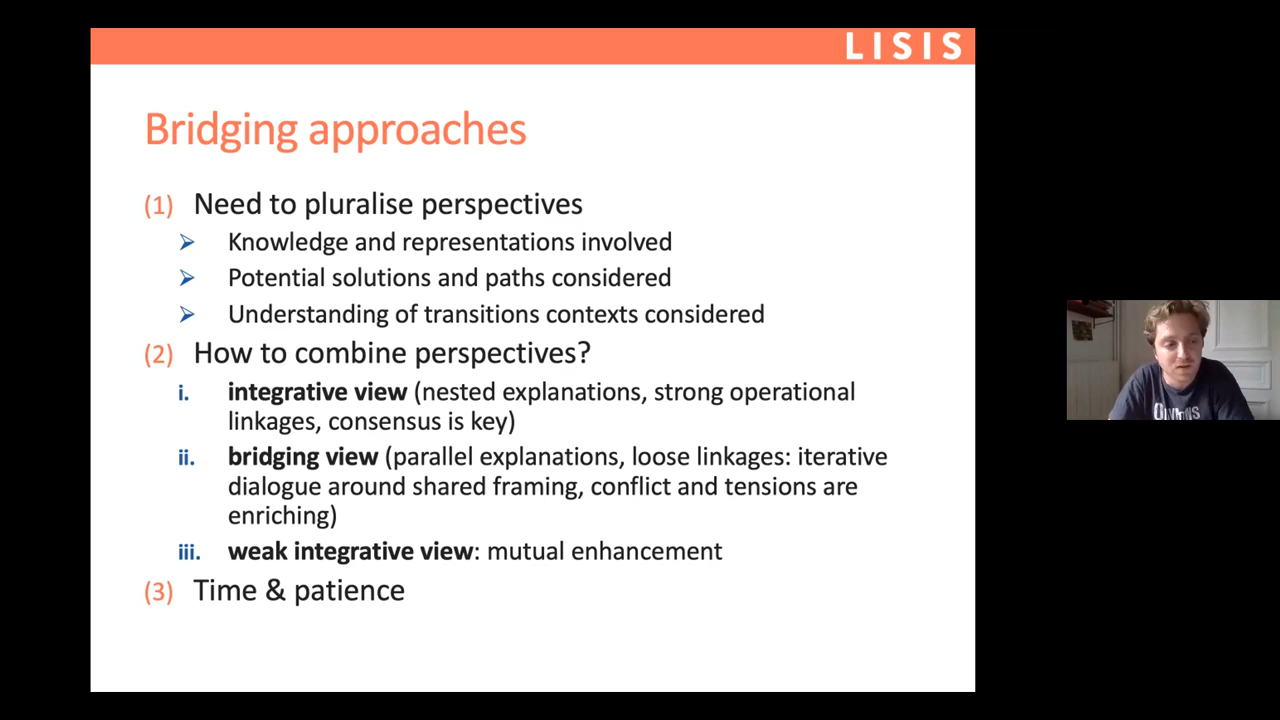 LISIS
Bridging approaches
(1) Need to pluralise perspectives
➢ Knowledge and representations involved
➢ Potential solutions and paths considered
➢ Understanding of transitions contexts considered
(2) How to combine perspectives?
i. integrative view (nested explanations, strong operational
linkages, consensus is key)
ii. bridging view (parallel explanations, loose linkages: iterative
dialogue around shared framing, conflict and tensions are
enriching)
iii. weak integrative view: mutual enhancement
(3) Time & patience